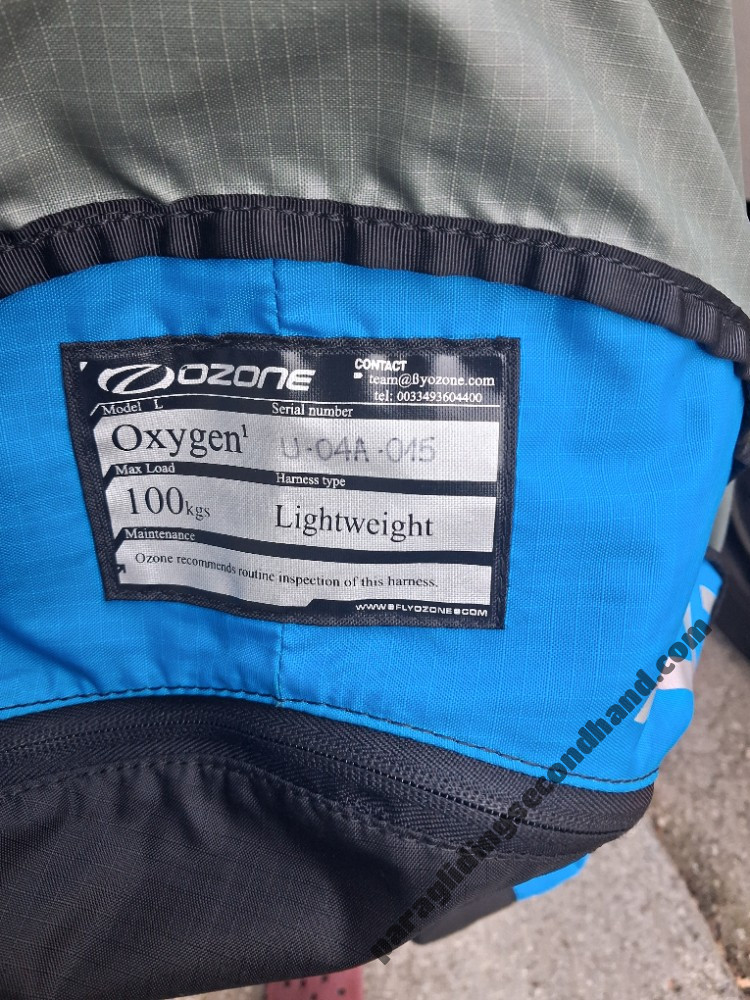 OZONE
CONTACT
team@flyozone.com
tel: 0033493604400
Model L Serial number
Oxygen¹ U-04A-015
Max Load Harness type
100kgs Lightweight
Maintenance
Ozone recommends routine inspection of this harness.
WWW.FLYOZONE.COM
paraglidingsecondhand.com